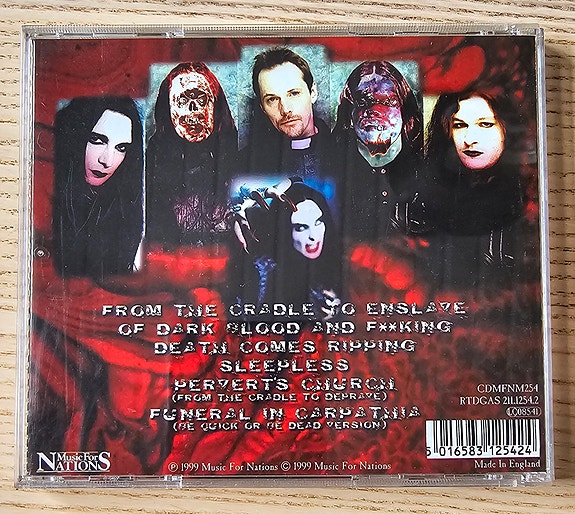 FROM THE CRADLE TO ENSLAVE
OF DARK BLOOD AND F**KING
DEATH COMES RIPPING
SLEEPLESS
PERVERT'S CHURCH
(FROM THE CRADLE TO DEPRAVE)
FUNERAL IN CARPATHIA
(BE QUICK OR BE DEAD VERSION)
CDMFNM254
RTDGAS 211.1254.2
(LC)08541
5 016583 125424
Made In England
Music For
NATIONS
℗ 1999 Music For Nations © 1999 Music For Nations